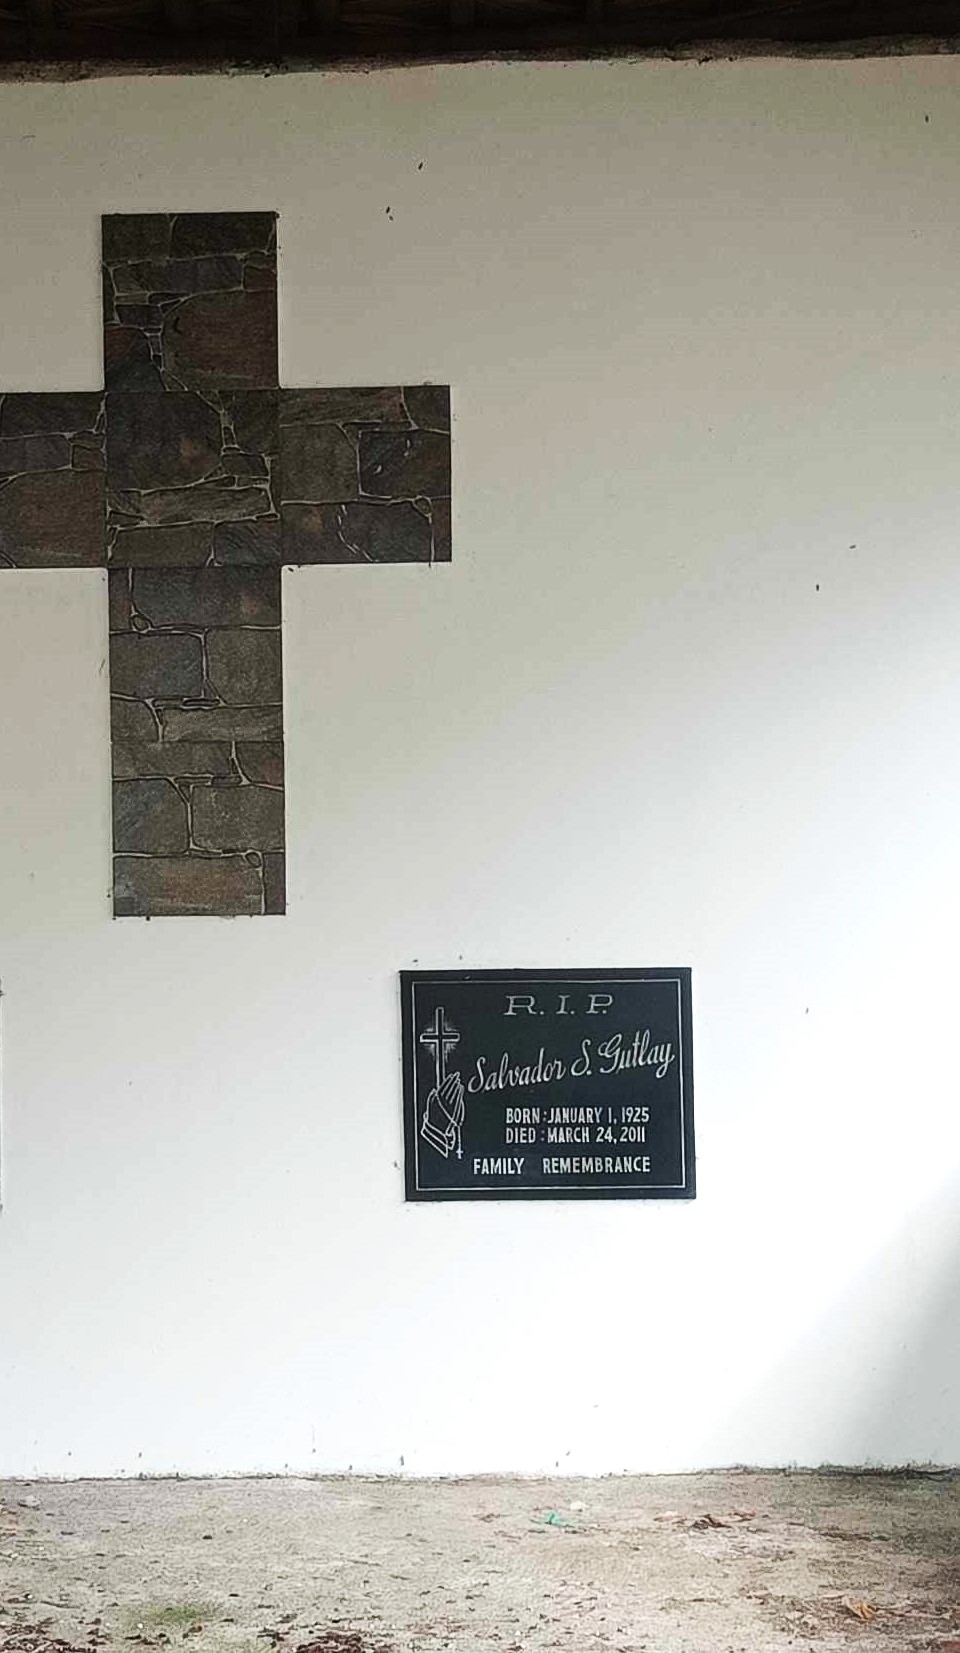 R. I. P.
Salvador S. Gutlay
BORN : JANUARY 1, 1925
DIED : MARCH 24, 2011
FAMILY REMEMBRANCE